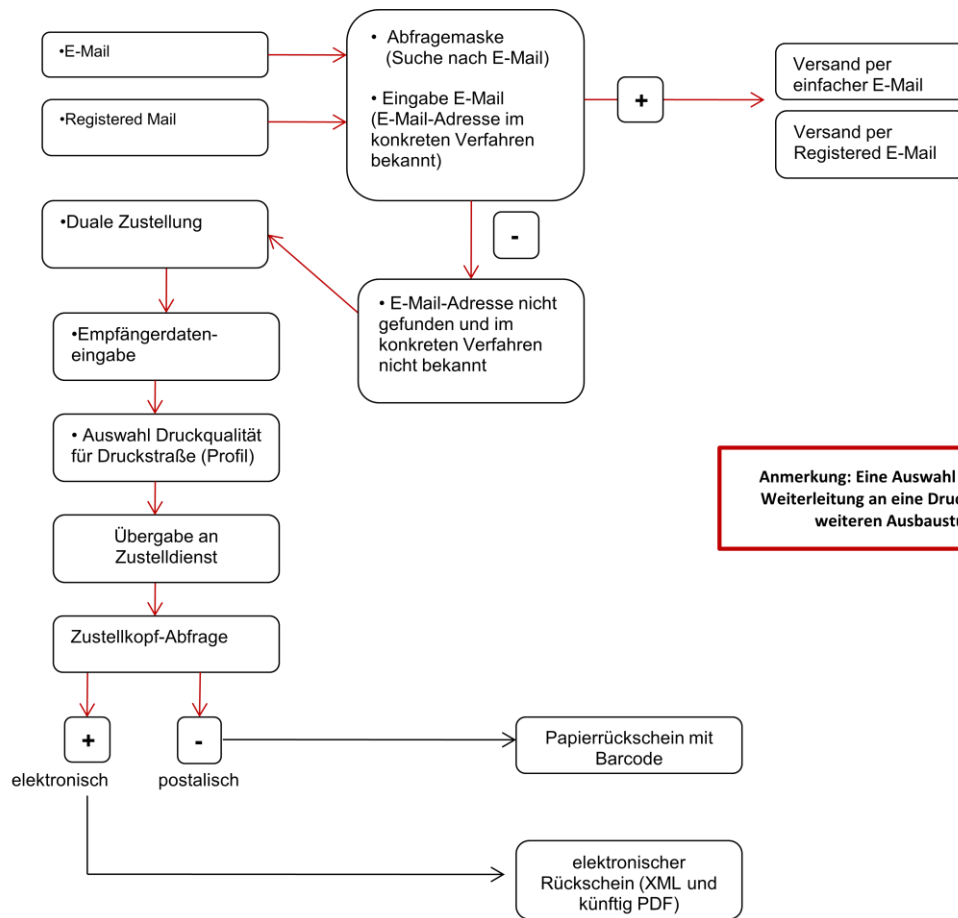 •E-Mail
•Registered Mail
• Abfragemaske
(Suche nach E-Mail)
• Eingabe E-Mail
(E-Mail-Adresse im
konkreten Verfahren
bekannt)
+
Versand per
einfacher E-Mail
Versand per
Registered E-Mail
-
• E-Mail-Adresse nicht
gefunden und im
konkreten Verfahren
nicht bekannt
•Duale Zustellung
•Empfängerdaten-
eingabe
• Auswahl Druckqualität
für Druckstraße (Profil)
Anmerkung: Eine Auswahl
Weiterleitung an eine
weiteren
Übergabe an
Zustelldienst
Zustellkopf-Abfrage
+
elektronisch
-
postalisch
Papierrückschein mit
Barcode
elektronischer
Rückschein (XML und
künftig PDF)